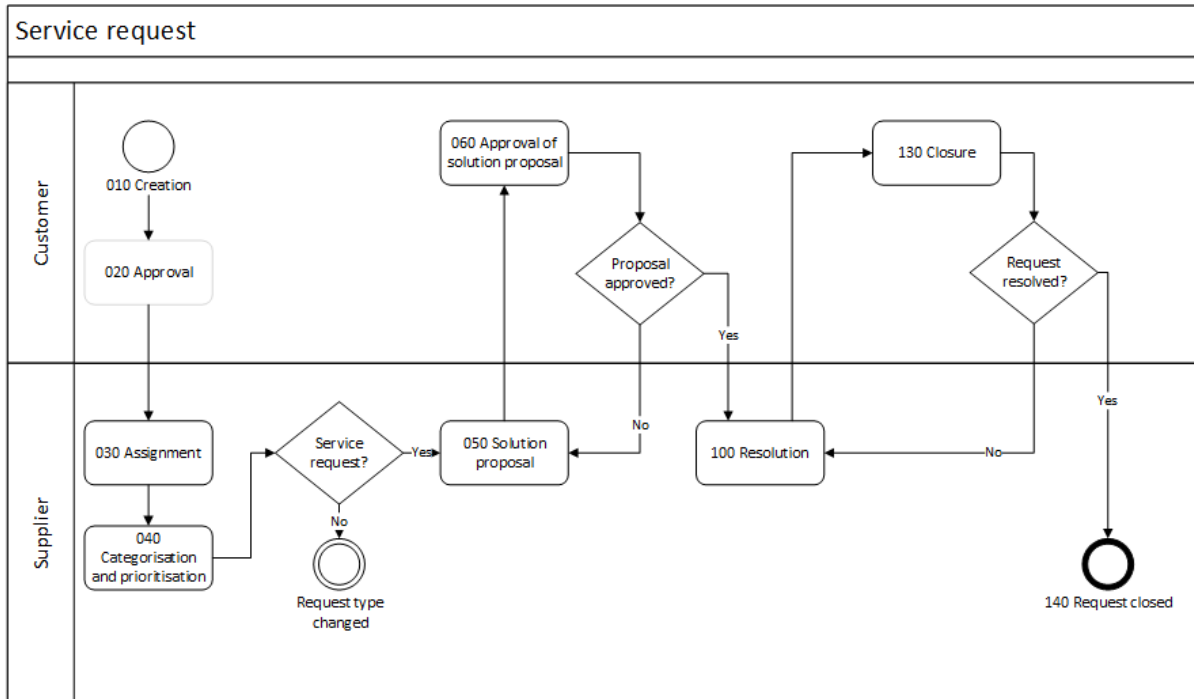 Service request
Customer
010 Creation
020 Approval
060 Approval of
solution proposal
Proposal
approved?
Yes
No
130 Closure
Request
resolved?
No
Yes
Supplier
030 Assignment
040
Categorisation
and prioritisation
Service
request?
Yes
No
Request type
changed
050 Solution
proposal
100 Resolution
140 Request closed